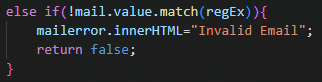 else if(!mail.value.match(regEx)){
    mailerror.innerHTML="Invalid Email";
    return false;
}